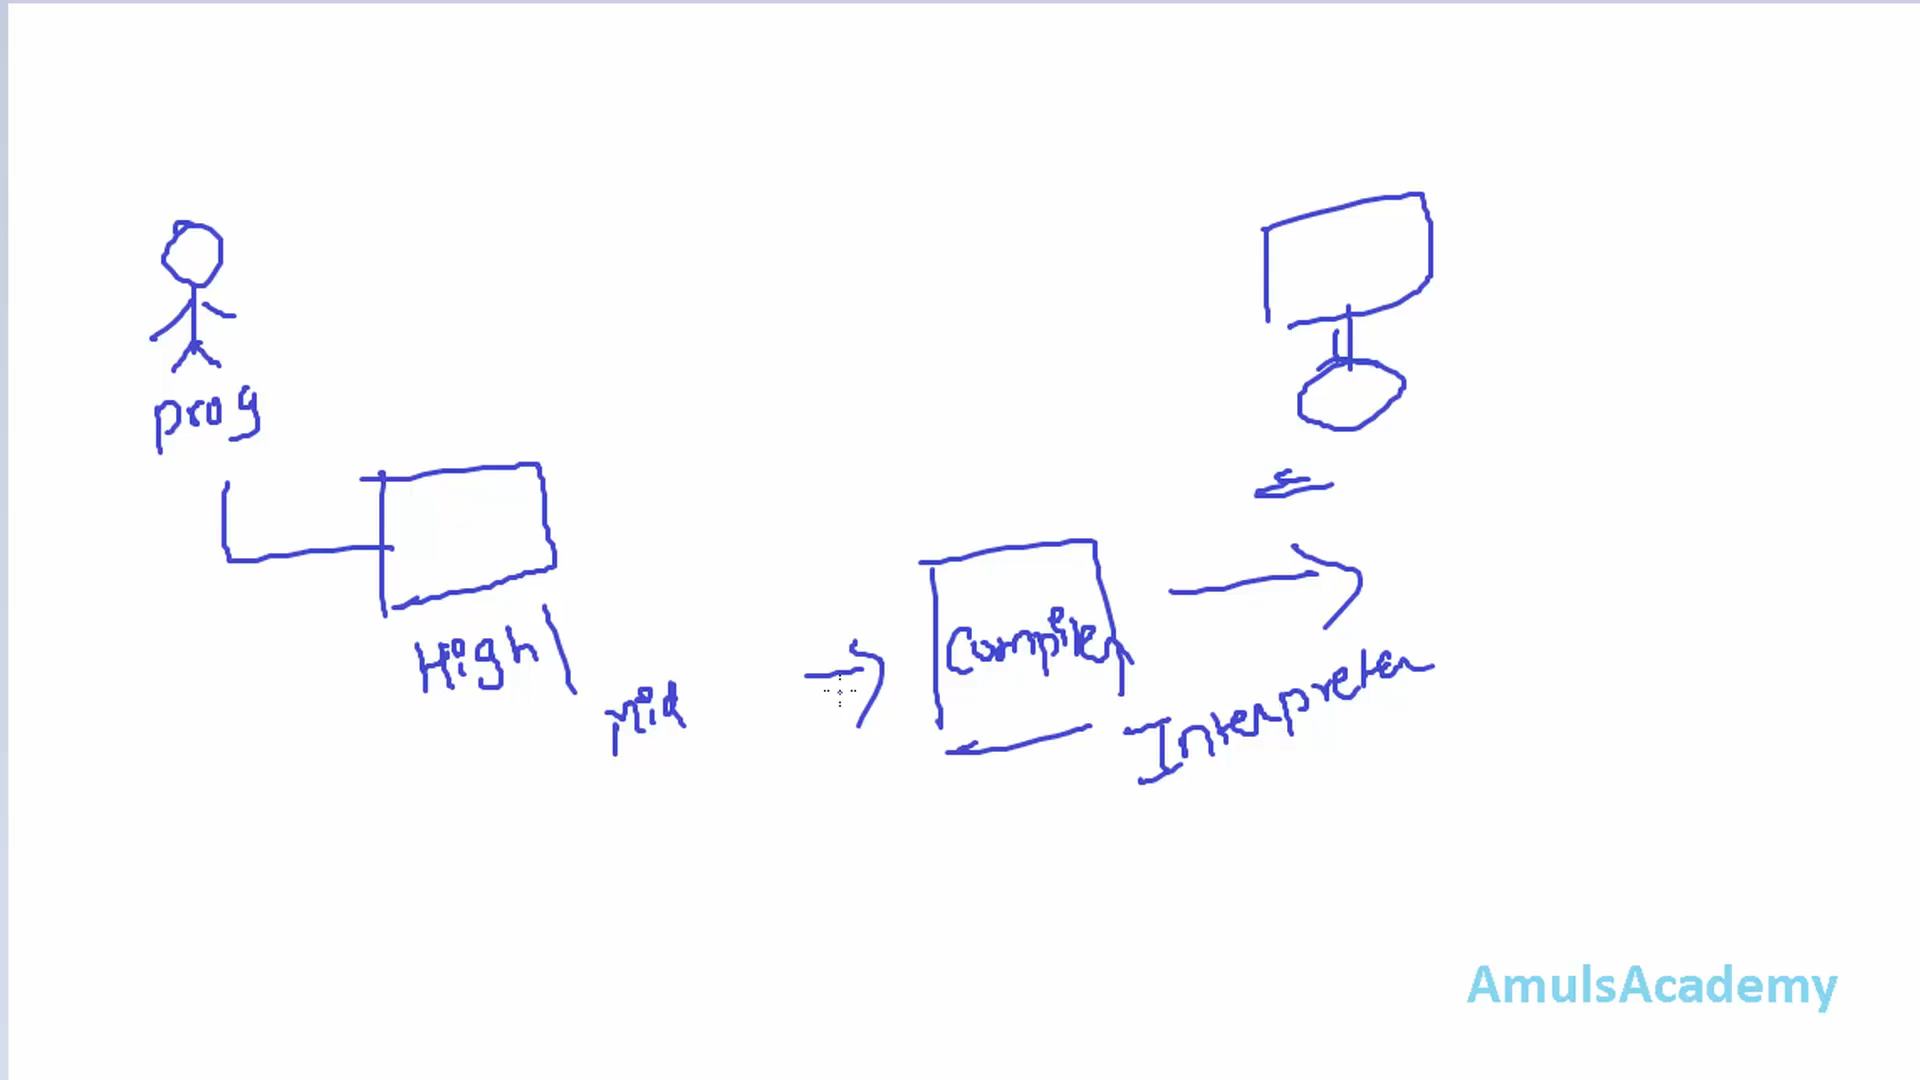 prog
High
Mid
Compiler
Interpreter
AmulsAcademy